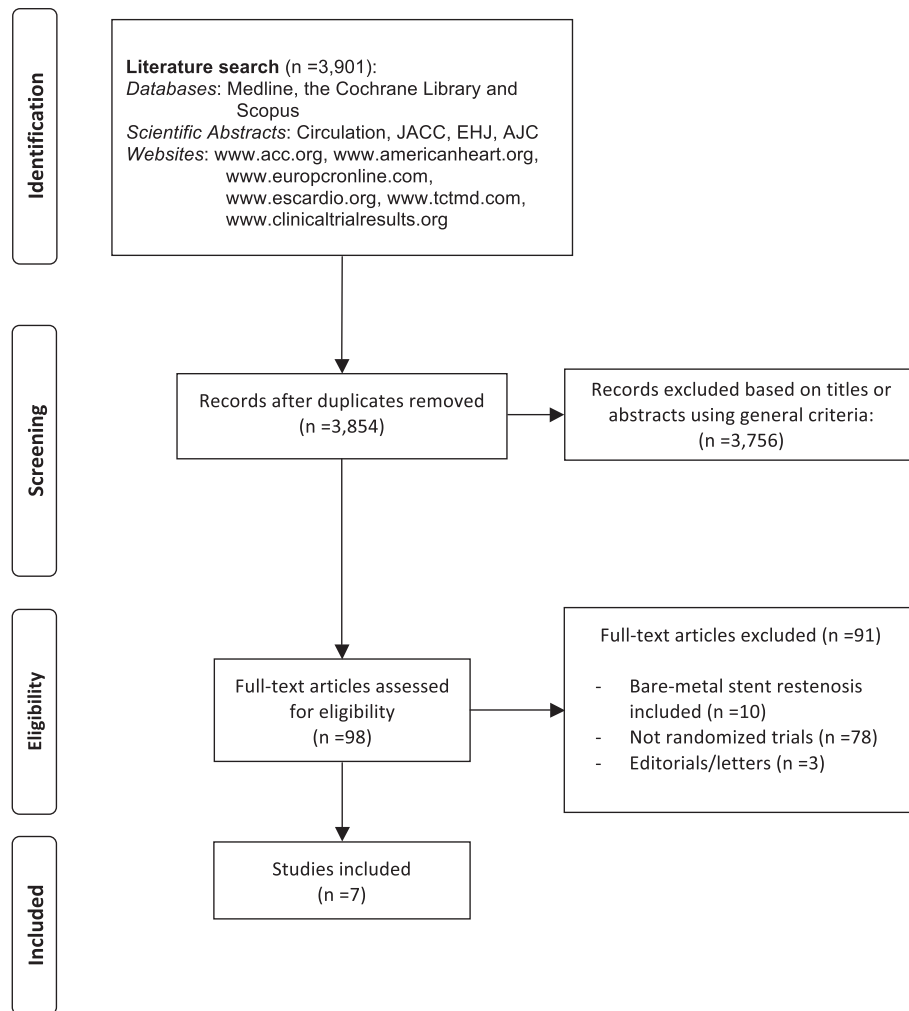 Identification
Literature search (n =3,901):
Databases: Medline, the Cochrane Library and
Scopus
Scientific Abstracts: Circulation, JACC, EHJ, AJC
Websites: www.acc.org, www.americanheart.org,
www.europcronline.com,
www.escardio.org, www.tctmd.com,
www.clinicaltrialresults.org
Screening
Records after duplicates removed
(n =3,854)
Records excluded based on titles or
abstracts using general criteria:
(n =3,756)
Eligibility
Full-text articles assessed
for eligibility
(n =98)
Full-text articles excluded (n =91)
- Bare-metal stent restenosis
included (n =10)
- Not randomized trials (n =78)
- Editorials/letters (n =3)
Included
Studies included
(n =7)